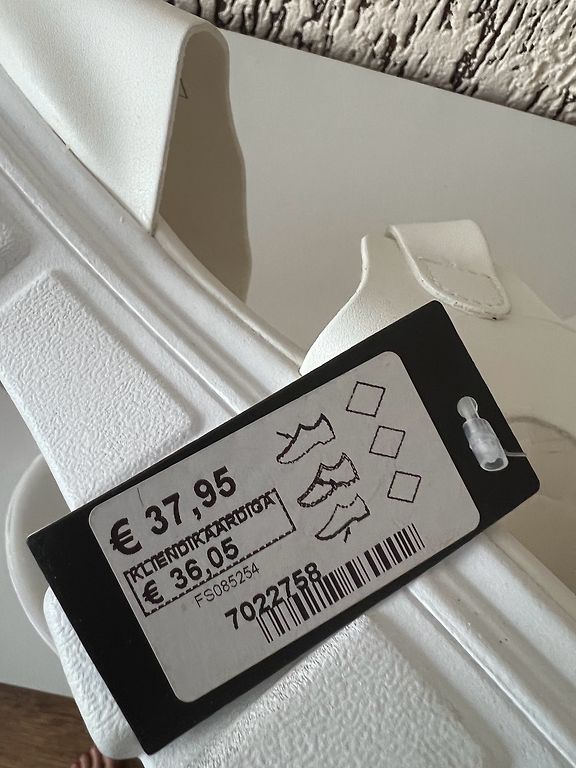 € 37,95
KLIENDIKAARDIGA
€ 36,05
FS085254
7022758